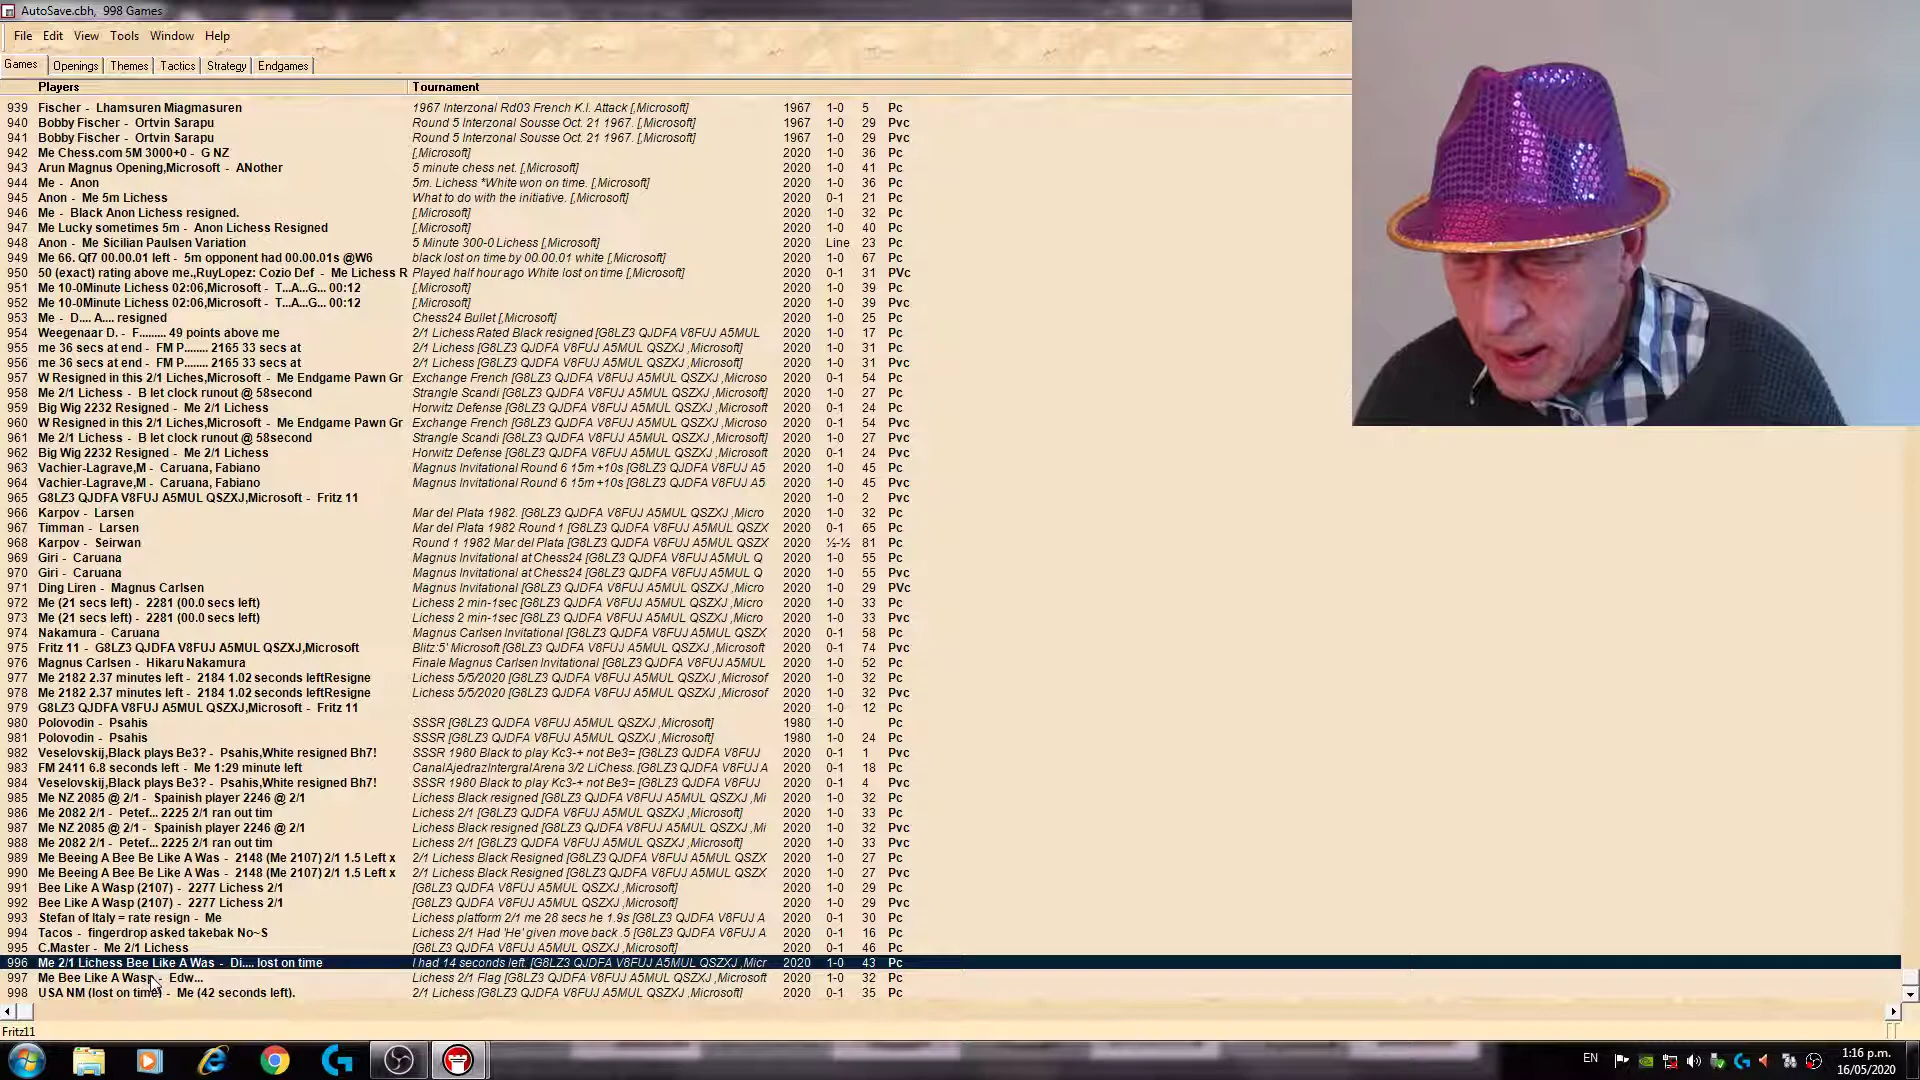 AutoSave.cbh, 998 Games
File Edit View Tools Window Help
Games Openings Themes Tactics Strategy Endgames
Players Tournament
939 Fischer - Lhamsuren Miagmasuren 1967 Interzonal Rd03 French K.I. Attack [,Microsoft] 1967 1-0 5 Pc
940 Bobby Fischer - Ortvin Sarapu Round 5 Interzonal Sousse Oct. 21 1967. [,Microsoft] 1967 1-0 29 Pvc
941 Bobby Fischer - Ortvin Sarapu Round 5 Interzonal Sousse Oct. 21 1967. [,Microsoft] 1967 1-0 29 Pvc
942 Me Chess.com 5M 3000+0 - G NZ [,Microsoft] 2020 1-0 36 Pc
943 Arun Magnus Opening,Microsoft - ANother 5 minute chess net. [,Microsoft] 2020 1-0 41 Pc
944 Me - Anon 5m. Lichess *White won on time. [,Microsoft] 2020 1-0 36 Pc
945 Anon - Me 5m Lichess What to do with the initiative. [,Microsoft] 2020 0-1 21 Pc
946 Me - Black Anon Lichess resigned. [,Microsoft] 2020 1-0 32 Pc
947 Me Lucky sometimes 5m - Anon Lichess Resigned [,Microsoft] 2020 1-0 40 Pc
948 Anon - Me Sicilian Paulsen Variation 5 Minute 300-0 Lichess [,Microsoft] 2020 Line 23 Pc
949 Me 66. Qf7 00.00.01 left - 5m opponent had 00.00.01s @W6 black lost on time by 00.00.01 white [,Microsoft] 2020 1-0 67 Pc
950 50 (exact) rating above me.,RuyLopez: Cozio Def - Me Lichess R Played half hour ago White lost on time [,Microsoft] 2020 0-1 31 PVc
951 Me 10-0Minute Lichess 02:06,Microsoft - T...A...G... 00:12 [,Microsoft] 2020 1-0 39 Pc
952 Me 10-0Minute Lichess 02:06,Microsoft - T...A...G... 00:12 [,Microsoft] 2020 1-0 39 Pvc
953 Me - D.... A.... resigned Chess24 Bullet [,Microsoft] 2020 1-0 25 Pc
954 Weegenaar D. - F......... 49 points above me 2/1 Lichess Rated Black resigned [G8LZ3 QJDFA V8FUJ A5MUL 2020 1-0 17 Pc
955 me 36 secs at end - FM P........ 2165 33 secs at 2/1 Lichess [G8LZ3 QJDFA V8FUJ A5MUL QSZXJ ,Microsoft] 2020 1-0 31 Pc
956 me 36 secs at end - FM P........ 2165 33 secs at 2/1 Lichess [G8LZ3 QJDFA V8FUJ A5MUL QSZXJ ,Microsoft] 2020 1-0 31 Pvc
957 W Resigned in this 2/1 Liches,Microsoft - Me Endgame Pawn Gr Exchange French [G8LZ3 QJDFA V8FUJ A5MUL QSZXJ ,Microso 2020 0-1 54 Pc
958 Me 2/1 Lichess - B let clock runout @ 58second Strangle Scandi [G8LZ3 QJDFA V8FUJ A5MUL QSZXJ ,Microsoft] 2020 1-0 27 Pc
959 Big Wig 2232 Resigned - Me 2/1 Lichess Horwitz Defense [G8LZ3 QJDFA V8FUJ A5MUL QSZXJ ,Microsoft] 2020 0-1 24 Pc
960 W Resigned in this 2/1 Liches,Microsoft - Me Endgame Pawn Gr Exchange French [G8LZ3 QJDFA V8FUJ A5MUL QSZXJ ,Microso 2020 0-1 54 Pvc
961 Me 2/1 Lichess - B let clock runout @ 58second Strangle Scandi [G8LZ3 QJDFA V8FUJ A5MUL QSZXJ ,Microsoft] 2020 1-0 27 Pvc
962 Big Wig 2232 Resigned - Me 2/1 Lichess Horwitz Defense [G8LZ3 QJDFA V8FUJ A5MUL QSZXJ ,Microsoft] 2020 0-1 24 Pvc
963 Vachier-Lagrave,M - Caruana, Fabiano Magnus Invitational Round 6 15m +10s [G8LZ3 QJDFA V8FUJ A5 2020 1-0 45 Pc
964 Vachier-Lagrave,M - Caruana, Fabiano Magnus Invitational Round 6 15m +10s [G8LZ3 QJDFA V8FUJ A5 2020 1-0 45 Pvc
965 G8LZ3 QJDFA V8FUJ A5MUL QSZXJ,Microsoft - Fritz 11 2020 1-0 2 Pvc
966 Karpov - Larsen Mar del Plata 1982. [G8LZ3 QJDFA V8FUJ A5MUL QSZXJ ,Micro 2020 1-0 32 Pc
967 Timman - Larsen Mar del Plata 1982 Round 1 [G8LZ3 QJDFA V8FUJ A5MUL QSZX 2020 0-1 65 Pc
968 Karpov - Seirwan Round 1 1982 Mar del Plata [G8LZ3 QJDFA V8FUJ A5MUL QSZX 2020 ½-½ 81 Pc
969 Giri - Caruana Magnus Invitational at Chess24 [G8LZ3 QJDFA V8FUJ A5MUL Q 2020 1-0 55 Pc
970 Giri - Caruana Magnus Invitational at Chess24 [G8LZ3 QJDFA V8FUJ A5MUL Q 2020 1-0 55 Pvc
971 Ding Liren - Magnus Carlsen Magnus Invitational [G8LZ3 QJDFA V8FUJ A5MUL QSZXJ ,Micro 2020 1-0 29 PVc
972 Me (21 secs left) - 2281 (00.0 secs left) Lichess 2 min-1sec [G8LZ3 QJDFA V8FUJ A5MUL QSZXJ ,Micro 2020 1-0 33 Pc
973 Me (21 secs left) - 2281 (00.0 secs left) Lichess 2 min-1sec [G8LZ3 QJDFA V8FUJ A5MUL QSZXJ ,Micro 2020 1-0 33 Pvc
974 Nakamura - Caruana Magnus Carlsen Invitational [G8LZ3 QJDFA V8FUJ A5MUL QSZX 2020 0-1 58 Pc
975 Fritz 11 - G8LZ3 QJDFA V8FUJ A5MUL QSZXJ,Microsoft Blitz:5' Microsoft [G8LZ3 QJDFA V8FUJ A5MUL QSZXJ ,Microsoft 2020 0-1 74 Pvc
976 Magnus Carlsen - Hikaru Nakamura Finale Magnus Carlsen Invitational [G8LZ3 QJDFA V8FUJ A5MUL 2020 1-0 52 Pc
977 Me 2182 2.37 minutes left - 2184 1.02 seconds leftResigne Lichess 5/5/2020 [G8LZ3 QJDFA V8FUJ A5MUL QSZXJ ,Microsof 2020 1-0 32 Pc
978 Me 2182 2.37 minutes left - 2184 1.02 seconds leftResigne Lichess 5/5/2020 [G8LZ3 QJDFA V8FUJ A5MUL QSZXJ ,Microsof 2020 1-0 32 Pvc
979 G8LZ3 QJDFA V8FUJ A5MUL QSZXJ,Microsoft - Fritz 11 2020 1-0 12 Pvc
980 Polovodin - Psahis SSSR [G8LZ3 QJDFA V8FUJ A5MUL QSZXJ ,Microsoft] 1980 1-0 Pc
981 Polovodin - Psahis SSSR [G8LZ3 QJDFA V8FUJ A5MUL QSZXJ ,Microsoft] 1980 1-0 24 Pc
982 Veselovskij,Black plays Be3? - Psahis,White resigned Bh7! SSSR 1980 Black to play Kc3-+ not Be3= [G8LZ3 QJDFA V8FUJ 2020 0-1 1 Pvc
983 FM 2411 6.8 seconds left - Me 1:29 minute left CanalAjedrazIntergralArena 3/2 LiChess. [G8LZ3 QJDFA V8FUJ A 2020 0-1 18 Pc
984 Veselovskij,Black plays Be3? - Psahis,White resigned Bh7! SSSR 1980 Black to play Kc3-+ not Be3= [G8LZ3 QJDFA V8FUJ 2020 0-1 4 Pvc
985 Me NZ 2085 @ 2/1 - Spainish player 2246 @ 2/1 Lichess Black resigned [G8LZ3 QJDFA V8FUJ A5MUL QSZXJ ,Mi 2020 1-0 32 Pc
986 Me 2082 2/1 - Petef... 2225 2/1 ran out tim Lichess 2/1 [G8LZ3 QJDFA V8FUJ A5MUL QSZXJ ,Microsoft] 2020 1-0 33 Pc
987 Me NZ 2085 @ 2/1 - Spainish player 2246 @ 2/1 Lichess Black resigned [G8LZ3 QJDFA V8FUJ A5MUL QSZXJ ,Mi 2020 1-0 32 Pvc
988 Me 2082 2/1 - Petef... 2225 2/1 ran out tim Lichess 2/1 [G8LZ3 QJDFA V8FUJ A5MUL QSZXJ ,Microsoft] 2020 1-0 33 Pvc
989 Me Beeing A Bee Be Like A Was - 2148 (Me 2107) 2/1 1.5 Left x 2/1 Lichess Black Resigned [G8LZ3 QJDFA V8FUJ A5MUL QSZX 2020 1-0 27 Pc
990 Me Beeing A Bee Be Like A Was - 2148 (Me 2107) 2/1 1.5 Left x 2/1 Lichess Black Resigned [G8LZ3 QJDFA V8FUJ A5MUL QSZX 2020 1-0 27 Pvc
991 Bee Like A Wasp (2107) - 2277 Lichess 2/1 [G8LZ3 QJDFA V8FUJ A5MUL QSZXJ ,Microsoft] 2020 1-0 29 Pc
992 Bee Like A Wasp (2107) - 2277 Lichess 2/1 [G8LZ3 QJDFA V8FUJ A5MUL QSZXJ ,Microsoft] 2020 1-0 29 Pvc
993 Stefan of Italy = rate resign - Me Lichess platform 2/1 me 28 secs he 1.9s [G8LZ3 QJDFA V8FUJ A 2020 0-1 30 Pc
994 Tacos - fingerdrop asked takebak No~S Lichess 2/1 Had 'He' given move back .5 [G8LZ3 QJDFA V8FUJ A 2020 0-1 16 Pc
995 C.Master - Me 2/1 Lichess [G8LZ3 QJDFA V8FUJ A5MUL QSZXJ ,Microsoft] 2020 0-1 46 Pc
996 Me 2/1 Lichess Bee Like A Was - Di.... lost on time I had 14 seconds left. [G8LZ3 QJDFA V8FUJ A5MUL QSZXJ ,Micr 2020 1-0 43 Pc
997 Me Bee Like A Wasp - Edw... Lichess 2/1 Flag [G8LZ3 QJDFA V8FUJ A5MUL QSZXJ ,Microsoft] 2020 1-0 32 Pc
998 USA NM (lost on time) - Me (42 seconds left). 2/1 Lichess [G8LZ3 QJDFA V8FUJ A5MUL QSZXJ ,Microsoft] 2020 0-1 35 Pc
Fritz11
EN 1:16 p.m.
16/05/2020